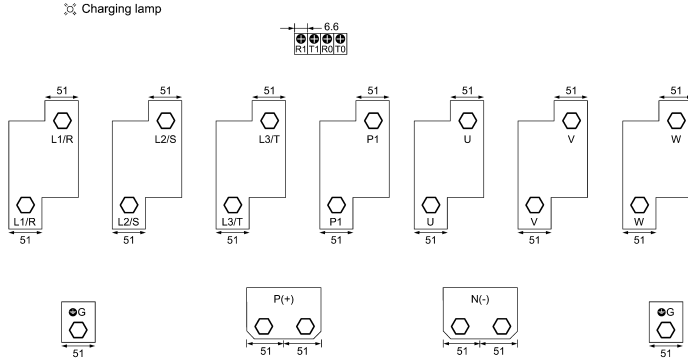 Charging lamp
6.6
R1 T1 R0 T0
51 51 51 51 51 51 51
L1/R L2/S L3/T P1 U V W
L1/R L2/S L3/T P1 U V W
51 51 51 51 51 51 51
G P(+) N(-) G
51 51 51 51 51 51